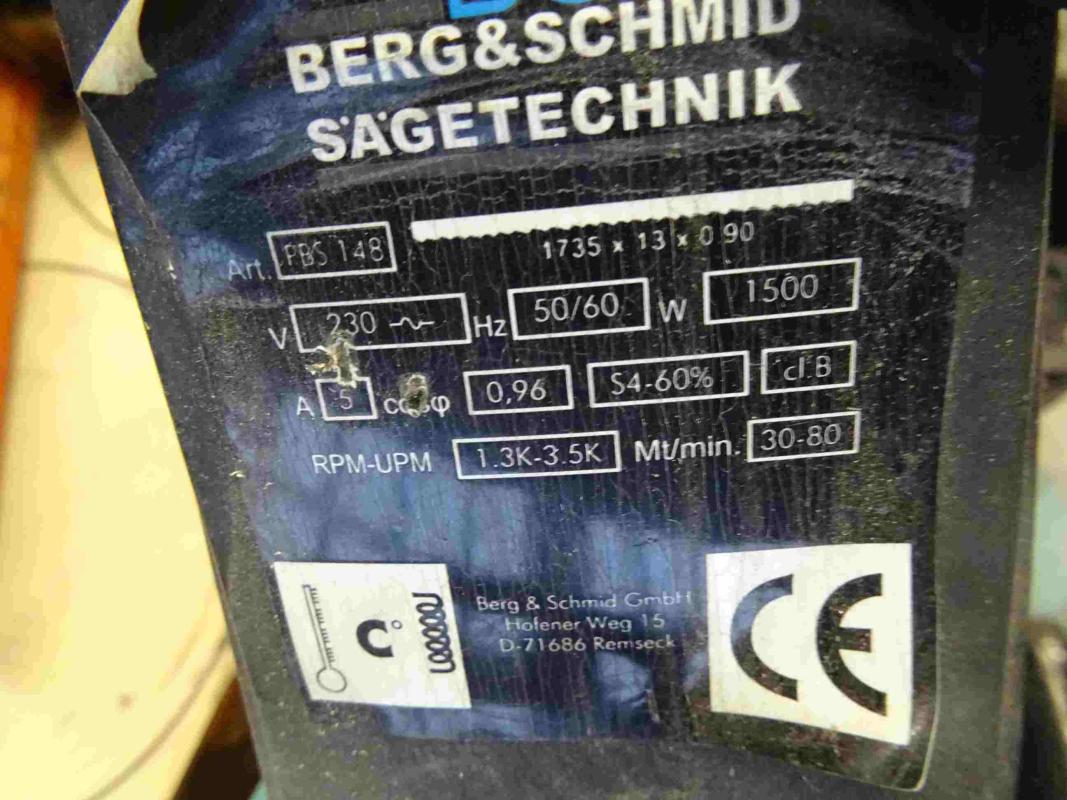 BERG&SCHMID
SÄGETECHNIK
1735 x 13 x 0.90
Art. PBS 148
V 230 Hz 50/60 W 1500
A 5 cosφ 0,96 S4-60% cl.B
RPM-UPM 1.3K-3.5K Mt/min. 30-80
C°
Berg & Schmid GmbH
Hofener Weg 15
D-71686 Remseck
CE